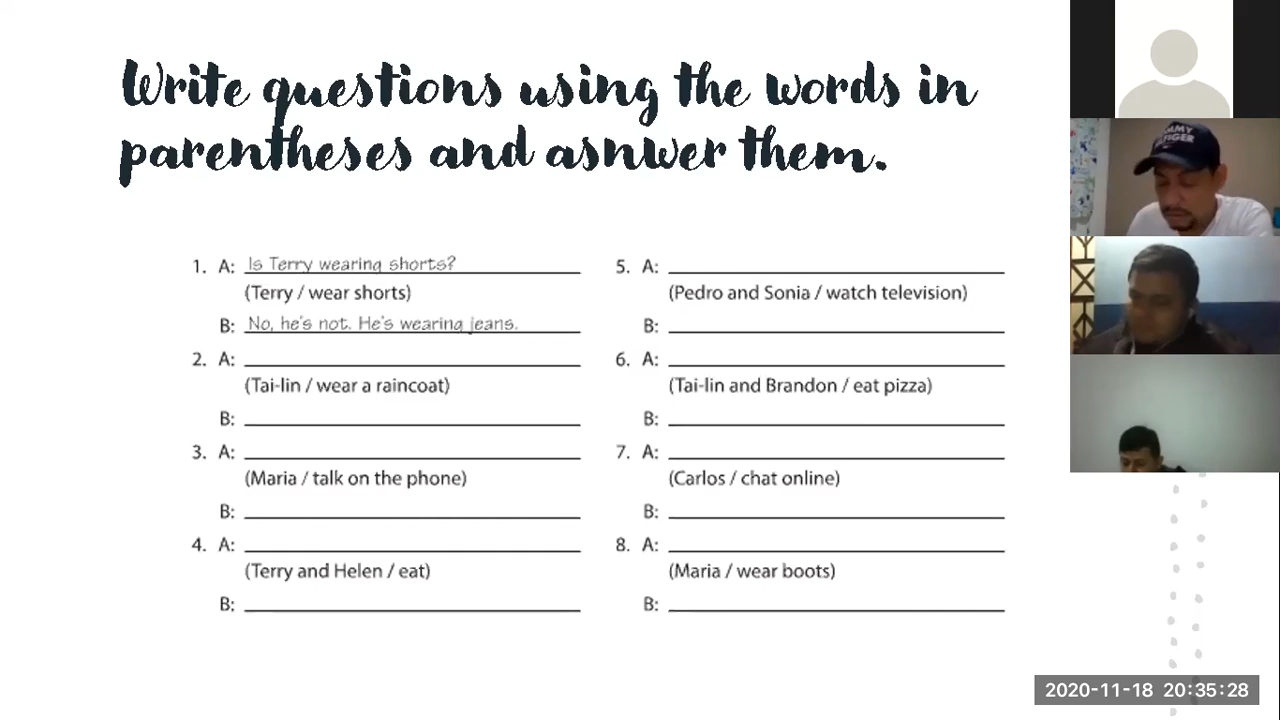 Write questions using the words in
parentheses and asnwer them.
1. A: Is Terry wearing shorts?
(Terry / wear shorts)
B: No, he's not. He's wearing jeans.
2. A:
(Tai-lin / wear a raincoat)
B:
3. A:
(Maria / talk on the phone)
B:
4. A:
(Terry and Helen / eat)
B:
5. A:
(Pedro and Sonia / watch television)
B:
6. A:
(Tai-lin and Brandon / eat pizza)
B:
7. A:
(Carlos / chat online)
B:
8. A:
(Maria / wear boots)
B:
2020-11-18 20:35:28